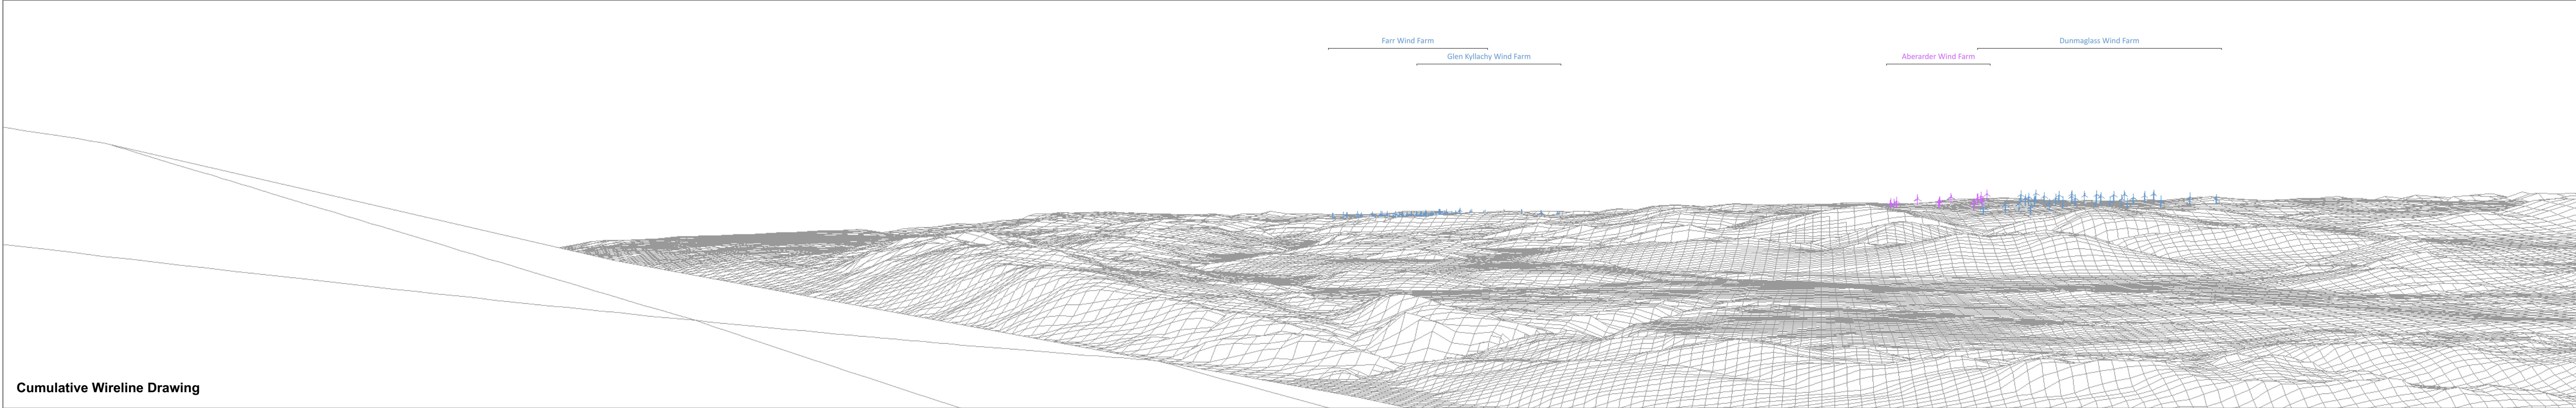 Farr Wind Farm
Dunmaglass Wind Farm
Glen Kyllachy Wind Farm
Aberarder Wind Farm
Cumulative Wireline Drawing